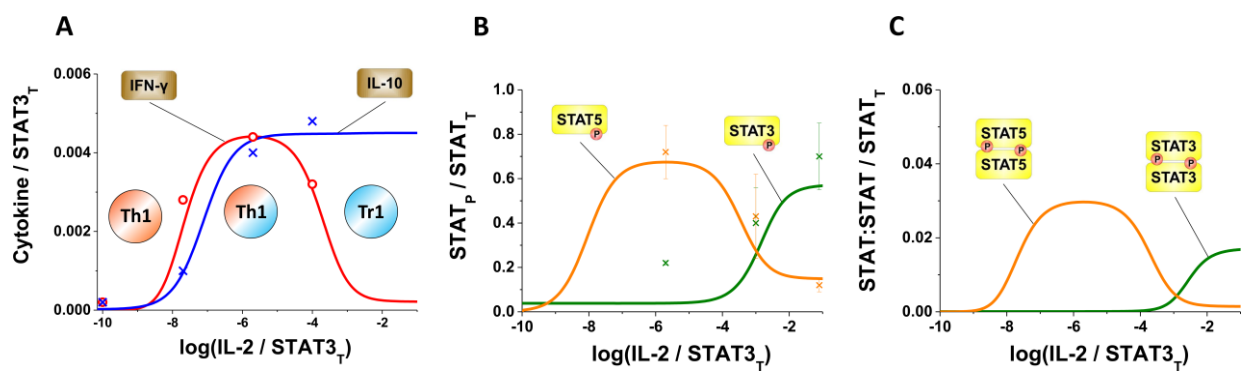 A
Cytokine / STAT3T
0.006
0.004
0.002
0.000
IFN-γ
IL-10
Th1
Th1
Tr1
-10
-8
-6
-4
-2
log(IL-2 / STAT3T)
B
STATP / STATT
1.0
0.8
0.6
0.4
0.2
0.0
STAT5
P
STAT3
P
-10
-8
-6
-4
-2
log(IL-2 / STAT3T)
C
STAT:STAT / STATT
0.06
0.04
0.02
0.00
STAT5
P P
STAT5
STAT3
P P
STAT3
-10
-8
-6
-4
-2
log(IL-2 / STAT3T)